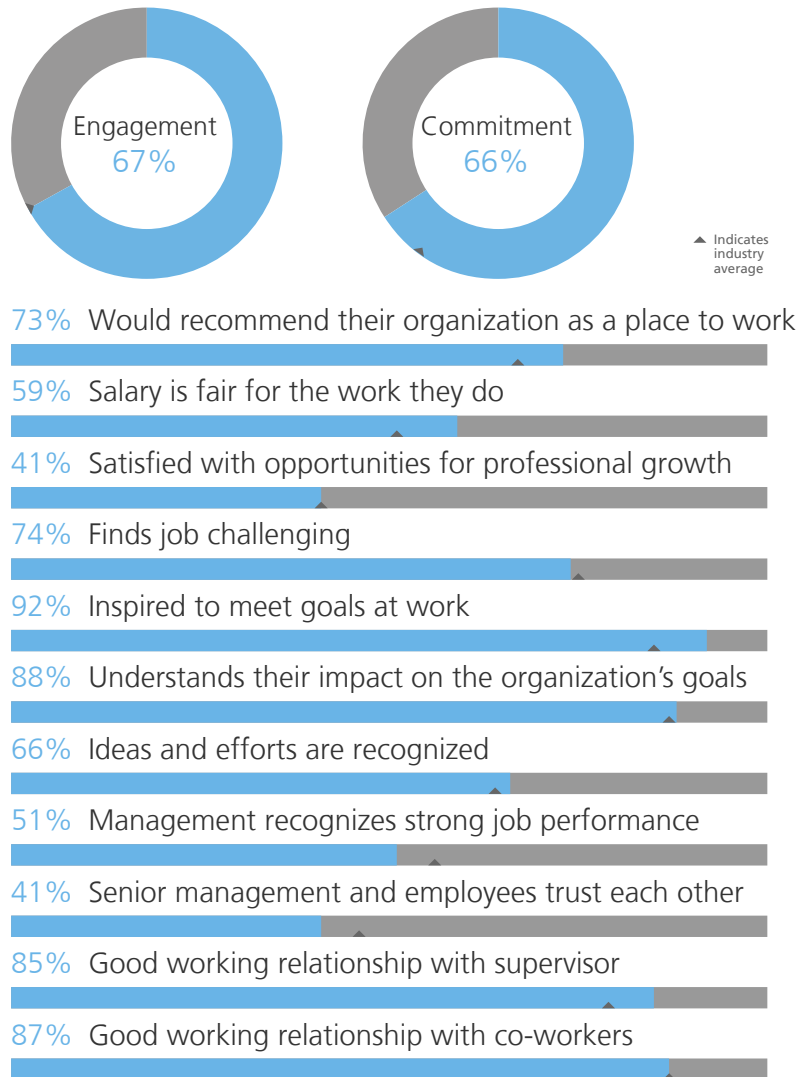 Engagement
67%
Commitment
66%
Indicates
industry
average
73% Would recommend their organization as a place to work
59% Salary is fair for the work they do
41% Satisfied with opportunities for professional growth
74% Finds job challenging
92% Inspired to meet goals at work
88% Understands their impact on the organization’s goals
66% Ideas and efforts are recognized
51% Management recognizes strong job performance
41% Senior management and employees trust each other
85% Good working relationship with supervisor
87% Good working relationship with co-workers